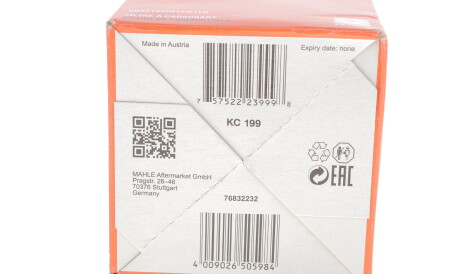 Made in Austria
Expiry date: none
7 57522 23999 8
KC 199
MAHLE Aftermarket GmbH
Pragstr. 26-46
70376 Stuttgart
Germany
EAC
76832232
4 009026 505984